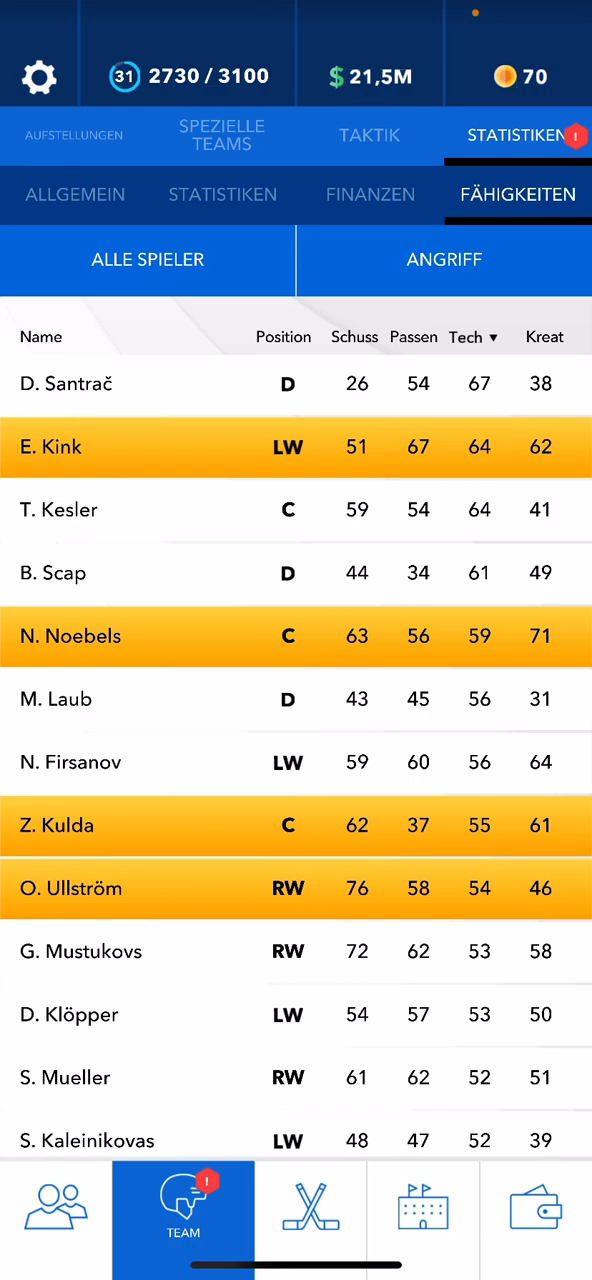 31 2730 / 3100 $ 21,5M 70
AUFSTELLUNGEN SPEZIELLE TEAMS TAKTIK STATISTIKEN !
ALLGEMEIN STATISTIKEN FINANZEN FÄHIGKEITEN
ALLE SPIELER ANGRIFF
Name Position Schuss Passen Tech ▼ Kreat
D. Santrač D 26 54 67 38
E. Kink LW 51 67 64 62
T. Kesler C 59 54 64 41
B. Scap D 44 34 61 49
N. Noebels C 63 56 59 71
M. Laub D 43 45 56 31
N. Firsanov LW 59 60 56 64
Z. Kulda C 62 37 55 61
O. Ullström RW 76 58 54 46
G. Mustukovs RW 72 62 53 58
D. Klöpper LW 54 57 53 50
S. Mueller RW 61 62 52 51
S. Kaleinikovas LW 48 47 52 39
!
TEAM